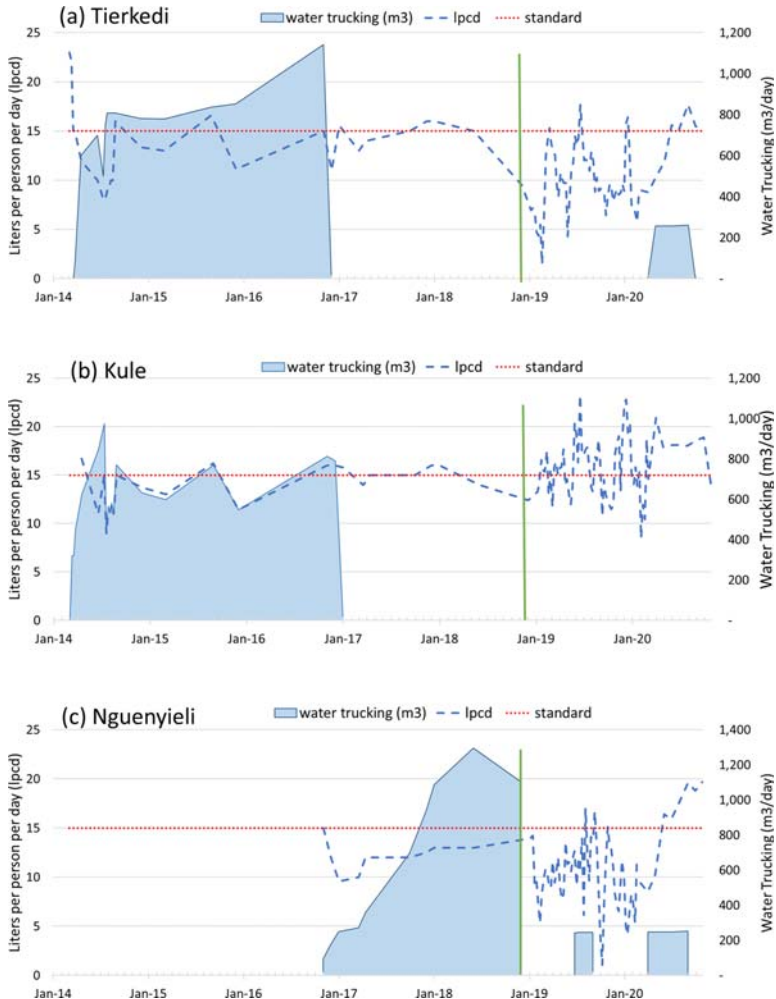 (a) Tierkedi
water trucking (m3) lpcd standard
Liters per person per day (lpcd)
25
20
15
10
5
0
1,200
1,000
800
600
400
200
-
Water Trucking (m3/day)
Jan-14 Jan-15 Jan-16 Jan-17 Jan-18 Jan-19 Jan-20
(b) Kule
water trucking (m3) lpcd standard
Liters per person per day (lpcd)
25
20
15
10
5
0
1,200
1,000
800
600
400
200
-
Water Trucking (m3/day)
Jan-14 Jan-15 Jan-16 Jan-17 Jan-18 Jan-19 Jan-20
(c) Nguenyieli
water trucking (m3) lpcd standard
Liters per person per day (lpcd)
25
20
15
10
5
0
1,400
1,200
1,000
800
600
400
200
-
Water Trucking (m3/day)
Jan-14 Jan-15 Jan-16 Jan-17 Jan-18 Jan-19 Jan-20